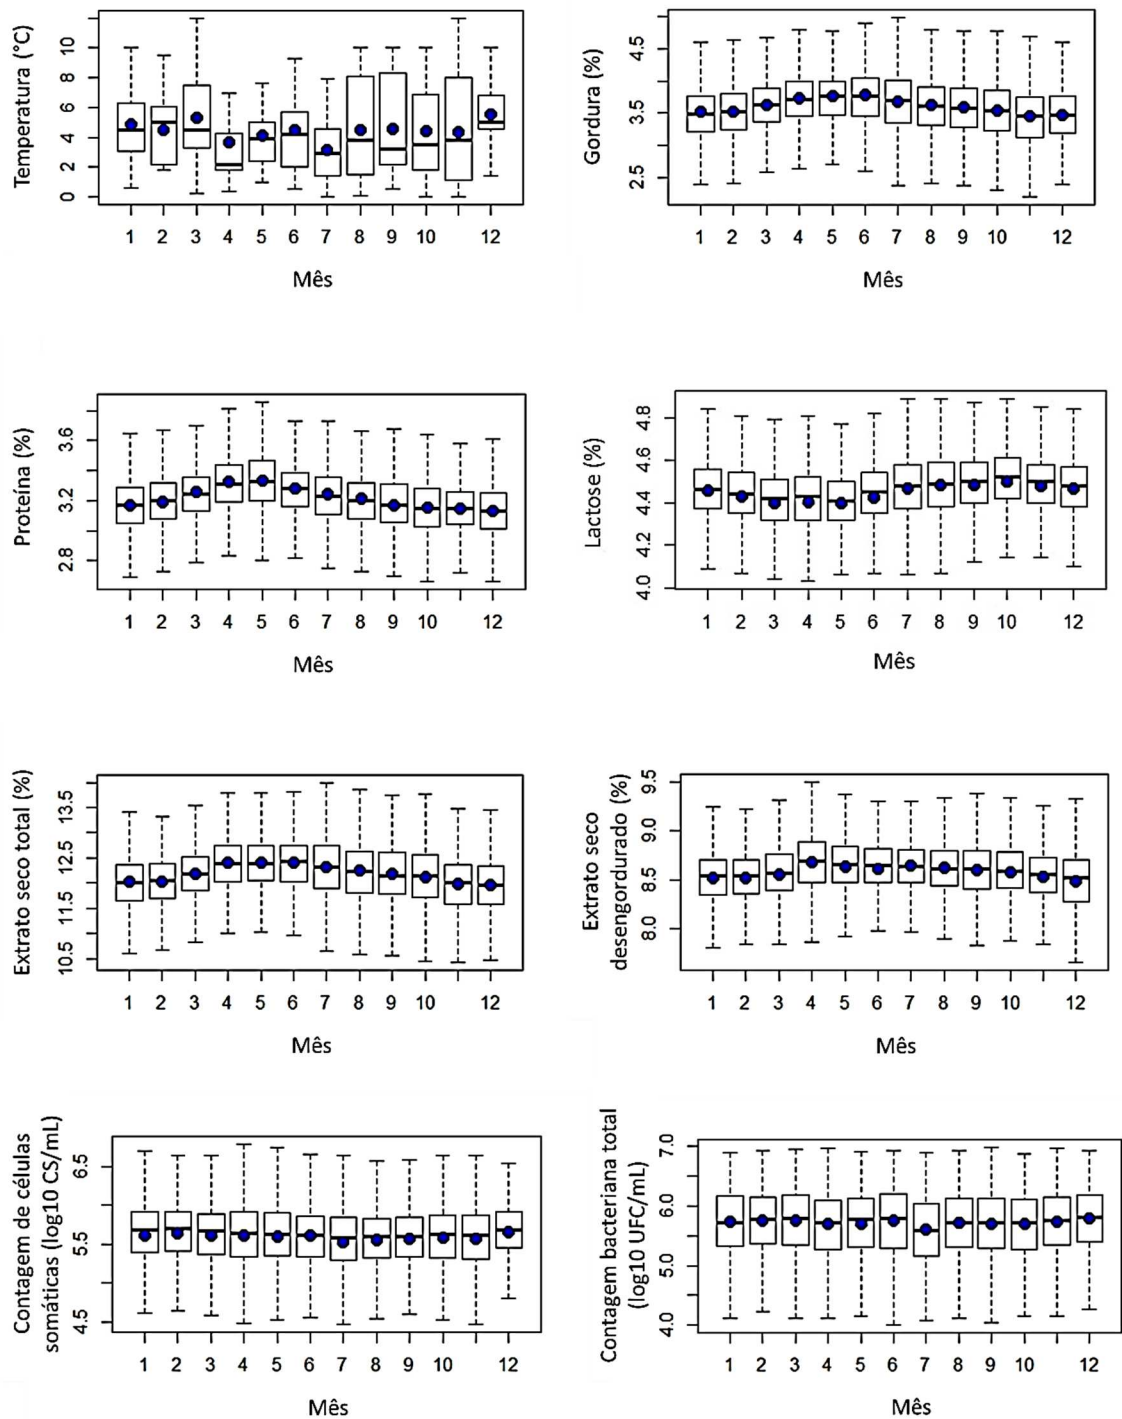 Temperatura (°C)
10
8
6
4
2
0
1 2 3 4 5 6 7 8 9 10 12
Mês
Gordura (%)
4.5
3.5
2.5
1 2 3 4 5 6 7 8 9 10 12
Mês
Proteína (%)
3.6
3.2
2.8
1 2 3 4 5 6 7 8 9 10 12
Mês
Lactose (%)
4.8
4.6
4.4
4.2
4.0
1 2 3 4 5 6 7 8 9 10 12
Mês
Extrato seco total (%)
13.5
12.5
11.5
10.5
1 2 3 4 5 6 7 8 9 10 12
Mês
Extrato seco
desengordurado (%)
9.5
9.0
8.5
8.0
1 2 3 4 5 6 7 8 9 10 12
Mês
Contagem de células
somáticas (log10 CS/mL)
6.5
5.5
4.5
1 2 3 4 5 6 7 8 9 10 12
Mês
Contagem bacteriana total
(log10 UFC/mL)
7.0
6.0
5.0
4.0
1 2 3 4 5 6 7 8 9 10 12
Mês